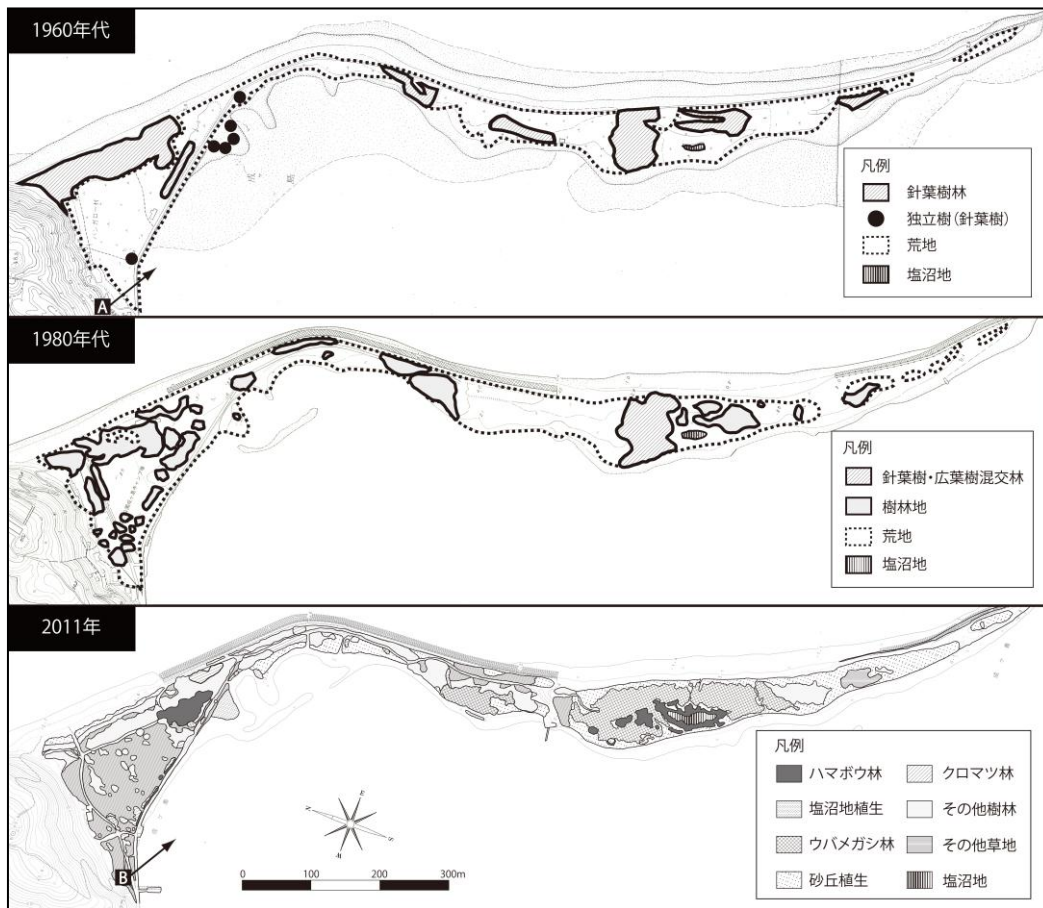 1960年代
A
凡例
針葉樹林
独立樹(針葉樹)
荒地
塩沼地
1980年代
凡例
針葉樹・広葉樹混交林
樹林地
荒地
塩沼地
2011年
B
N
E
W
S
0 100 200 300m
凡例
ハマボウ林
クロマツ林
塩沼地植生
その他樹林
ウバメガシ林
その他草地
砂丘植生
塩沼地